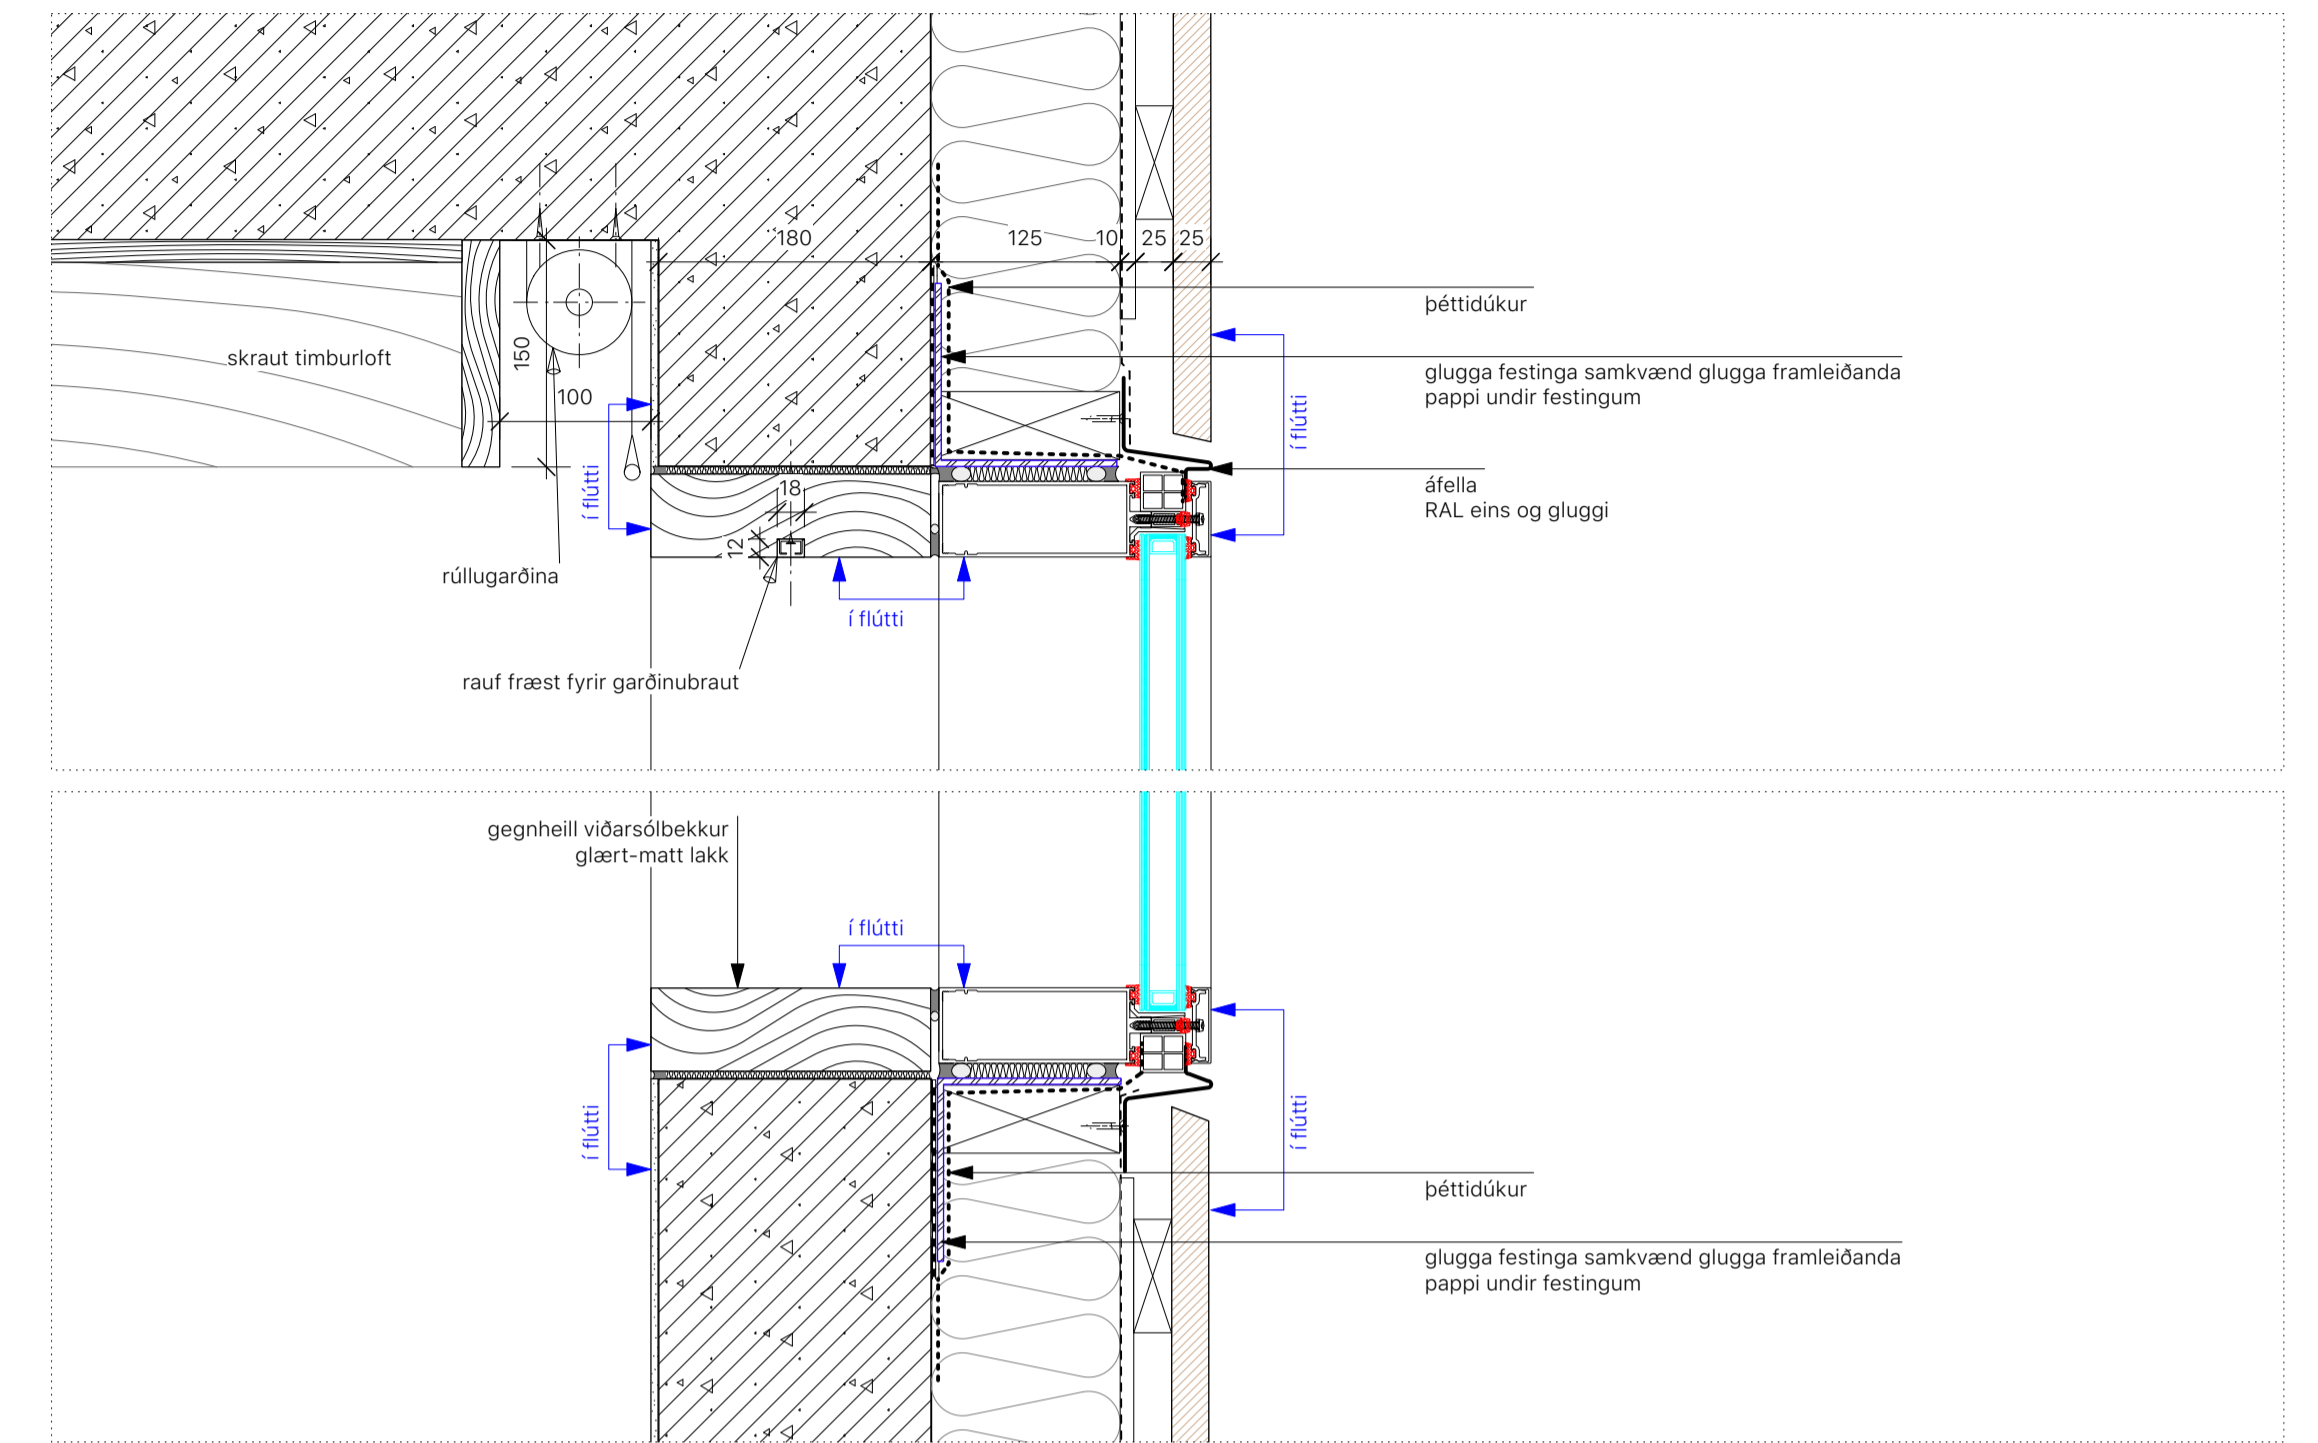 180
125
10
25
25
þéttidúkur
skraut timburloft
150
glugga festinga samkvænd glugga framleiðanda
pappi undir festingum
100
í flútti
í flútti
áfella
RAL eins og gluggi
18
12
rúllugarðina
í flútti
rauf fræst fyrir garðinubraut
gegnheill viðarsólbekkur
glært-matt lakk
í flútti
í flútti
í flútti
þéttidúkur
glugga festinga samkvænd glugga framleiðanda
pappi undir festingum